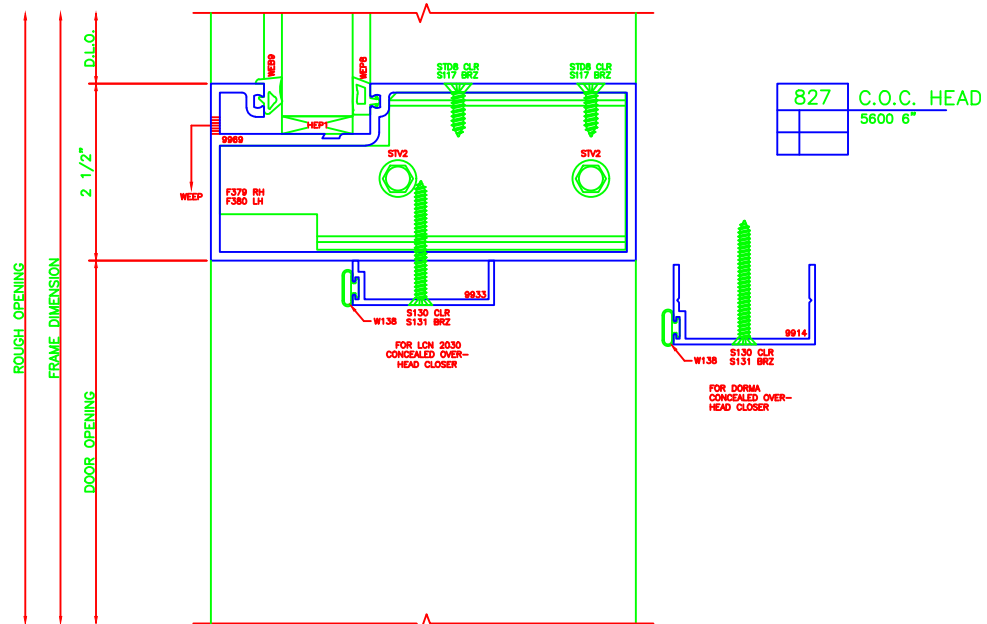 D.L.O.
2 1/2"
ROUGH OPENING
FRAME DIMENSION
DOOR OPENING
WEB9
WEP8
STD8 CLR
S117 BRZ
STD8 CLR
S117 BRZ
827
C.O.C. HEAD
5600 6"
HEP1
9969
STV2
STV2
WEEP
F379 RH
F380 LH
9933
W138
S130 CLR
S131 BRZ
FOR LCN 2030
CONCEALED OVER-
HEAD CLOSER
9914
W138
S130 CLR
S131 BRZ
FOR DORMA
CONCEALED OVER-
HEAD CLOSER